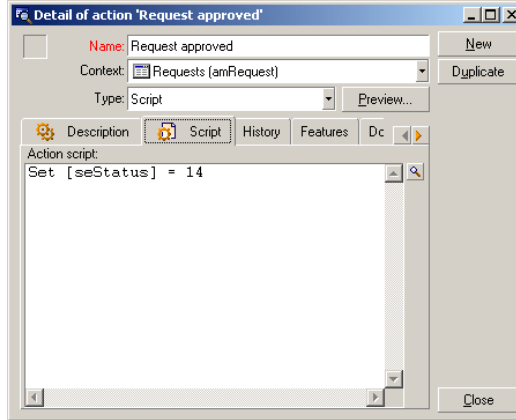 Detail of action 'Request approved'
Name: Request approved
New
Context: Requests (amRequest)
Duplicate
Type: Script
Preview...
Description Script History Features Dc
Action script:
Set [seStatus] = 14
Close